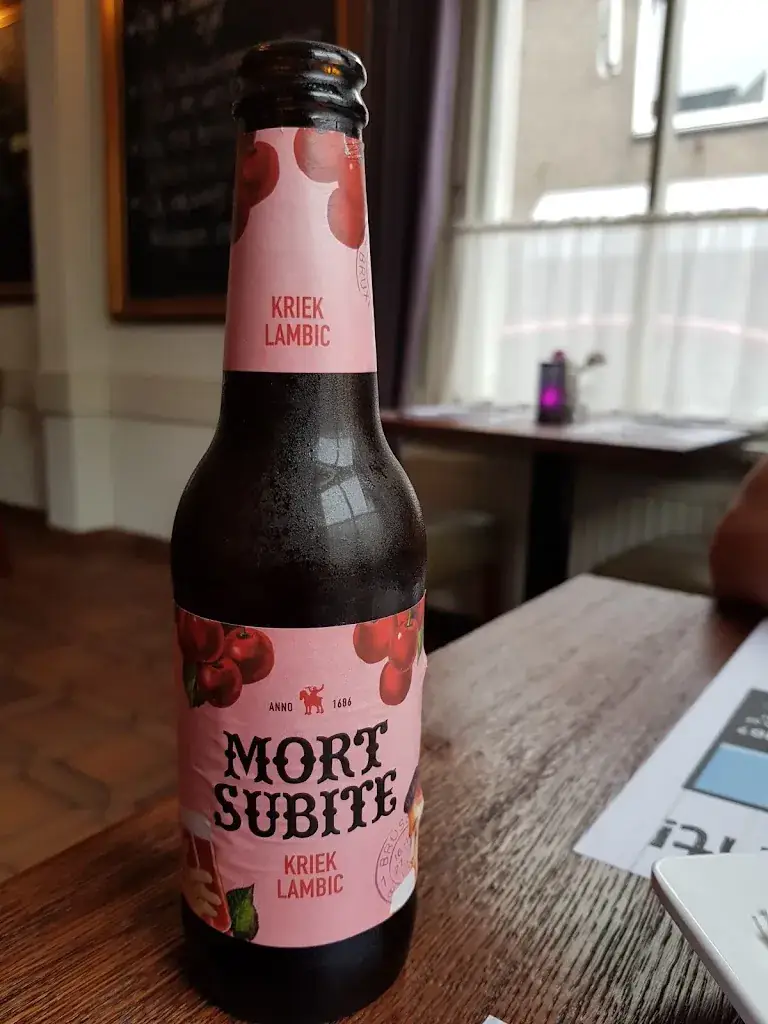 KRIEK
LAMBIC
ANNO 1686
MORT
SUBITE
KRIEK
LAMBIC